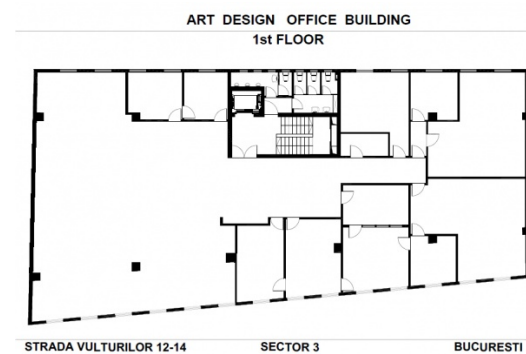 ART DESIGN OFFICE BUILDING
1st FLOOR
STRADA VULTURILOR 12-14 SECTOR 3 BUCURESTI